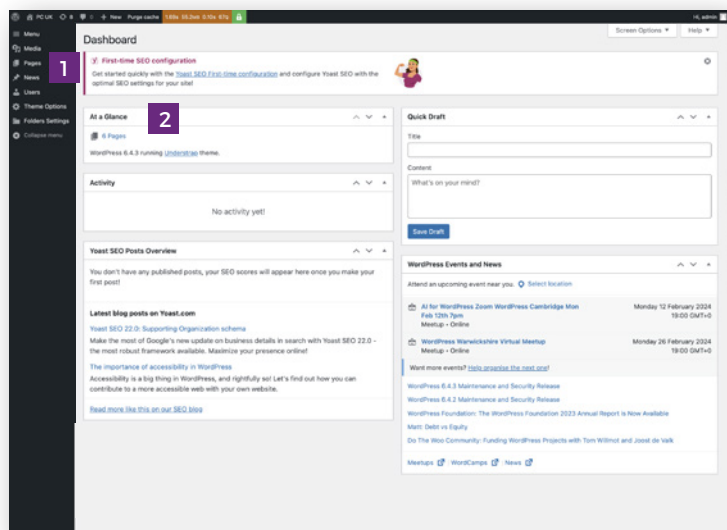 PC UK 8 0 + New Purge cache 1.69s 55.2MB 0.10s 67Q Hi, admin
Screen Options ▼ Help ▼
Menu
Media
Pages
News
Users
Theme Options
Folders Settings
Collapse menu
1
Dashboard
First-time SEO configuration
Get started quickly with the Yoast SEO First-time configuration and configure Yoast SEO with the
optimal SEO settings for your site!
At a Glance
2
6 Pages
WordPress 6.4.3 running Understrap theme.
Activity
No activity yet!
Yoast SEO Posts Overview
You don't have any published posts, your SEO scores will appear here once you make your
first post!
Latest blog posts on Yoast.com
Yoast SEO 22.0: Supporting Organization schema
Make the most of Google's new update on business details in search with Yoast SEO 22.0 -
the most robust framework available. Maximize your presence online!
The importance of accessibility in WordPress
Accessibility is a big thing in WordPress, and rightfully so! Let's find out how you can
contribute to a more accessible web with your own website.
Read more like this on our SEO blog
Quick Draft
Title
Content
What's on your mind?
Save Draft
WordPress Events and News
Attend an upcoming event near you. Select location
AI for WordPress Zoom WordPress Cambridge Mon Monday 12 February 2024
Feb 12th 7pm 19:00 GMT+0
Meetup • Online
WordPress Warwickshire Virtual Meetup Monday 26 February 2024
Meetup • Online 19:00 GMT+0
Want more events? Help organise the next one!
WordPress 6.4.3 Maintenance and Security Release
WordPress 6.4.2 Maintenance and Security Release
WordPress Foundation: The WordPress Foundation 2023 Annual Report is Now Available
Matt: Debt vs Equity
Do The Woo Community: Funding WordPress Projects with Tom Willmot and Joost de Valk
Meetups | WordCamps | News